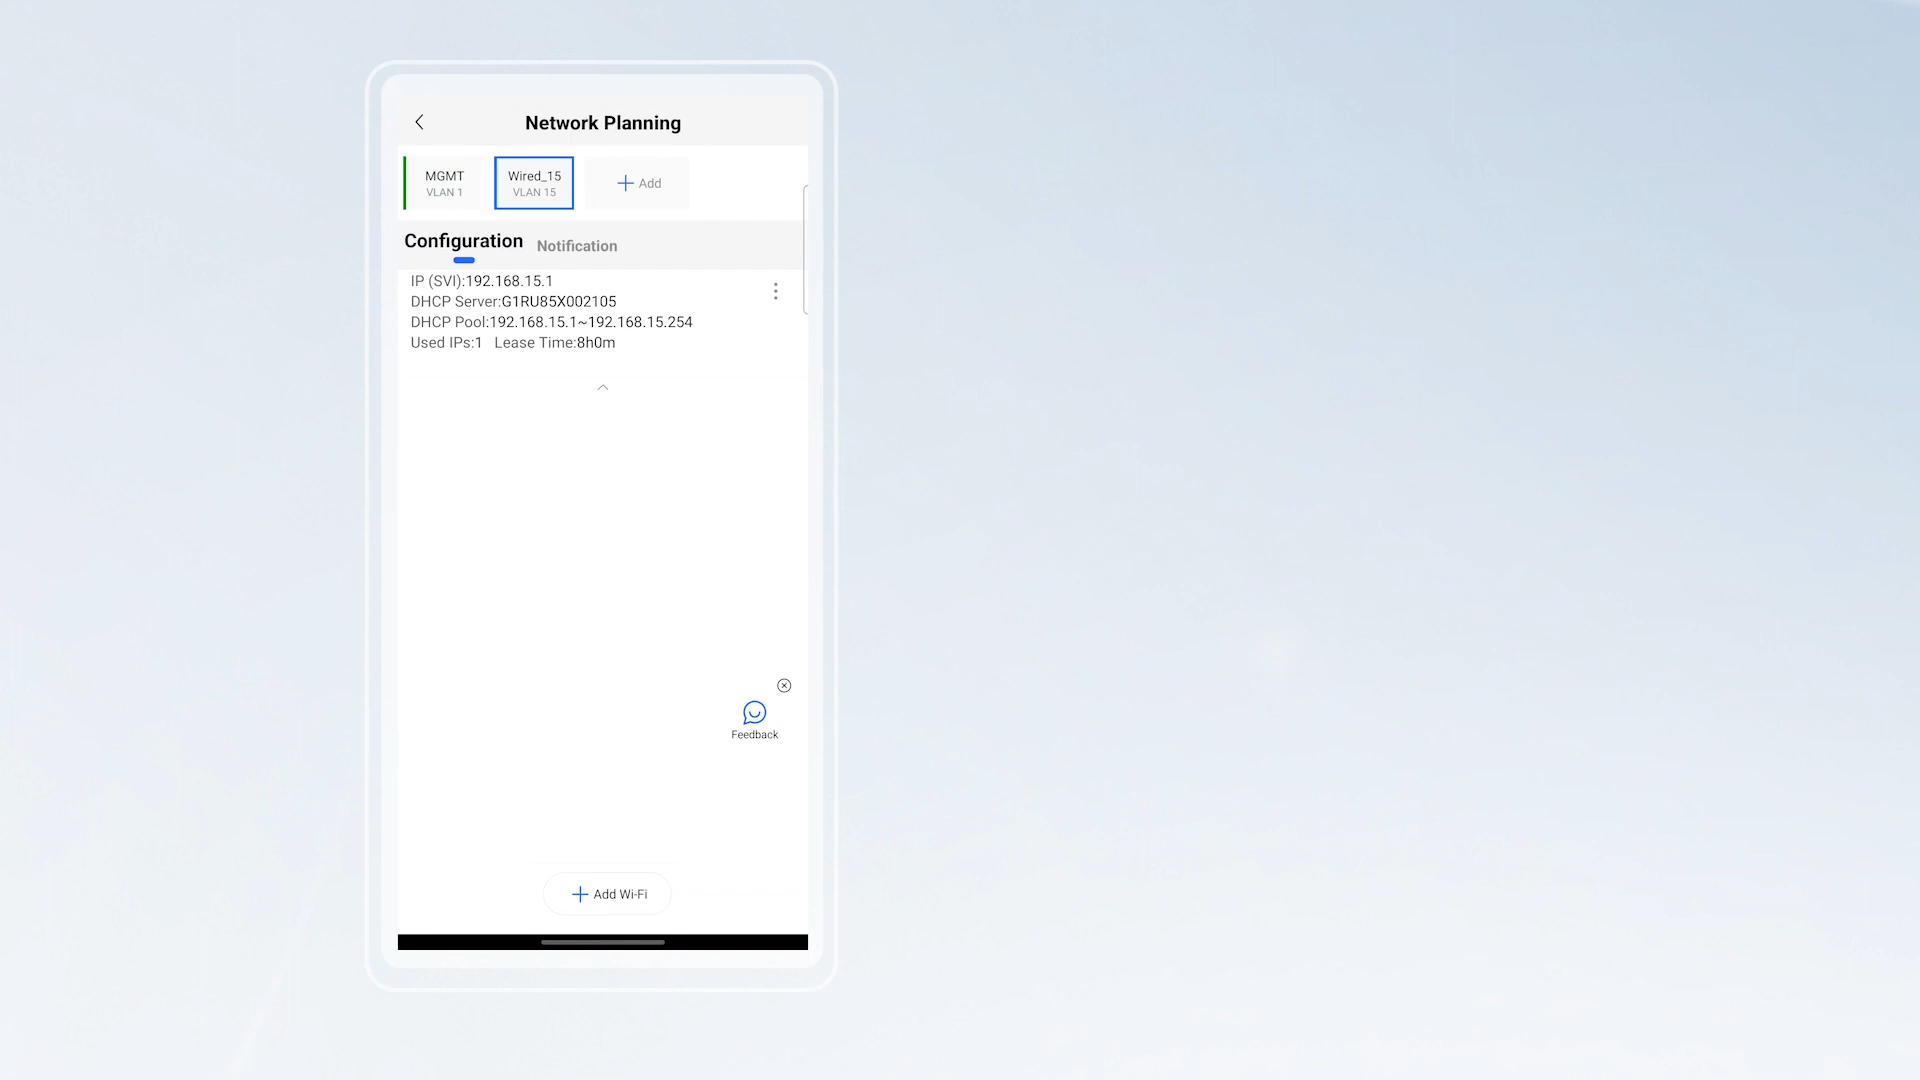 Network Planning
MGMT
VLAN 1
Wired_15
VLAN 15
Add
Configuration
Notification
IP (SVI):192.168.15.1
DHCP Server:G1RU85X002105
DHCP Pool:192.168.15.1~192.168.15.254
Used IPs:1 Lease Time:8h0m
Feedback
Add Wi-Fi